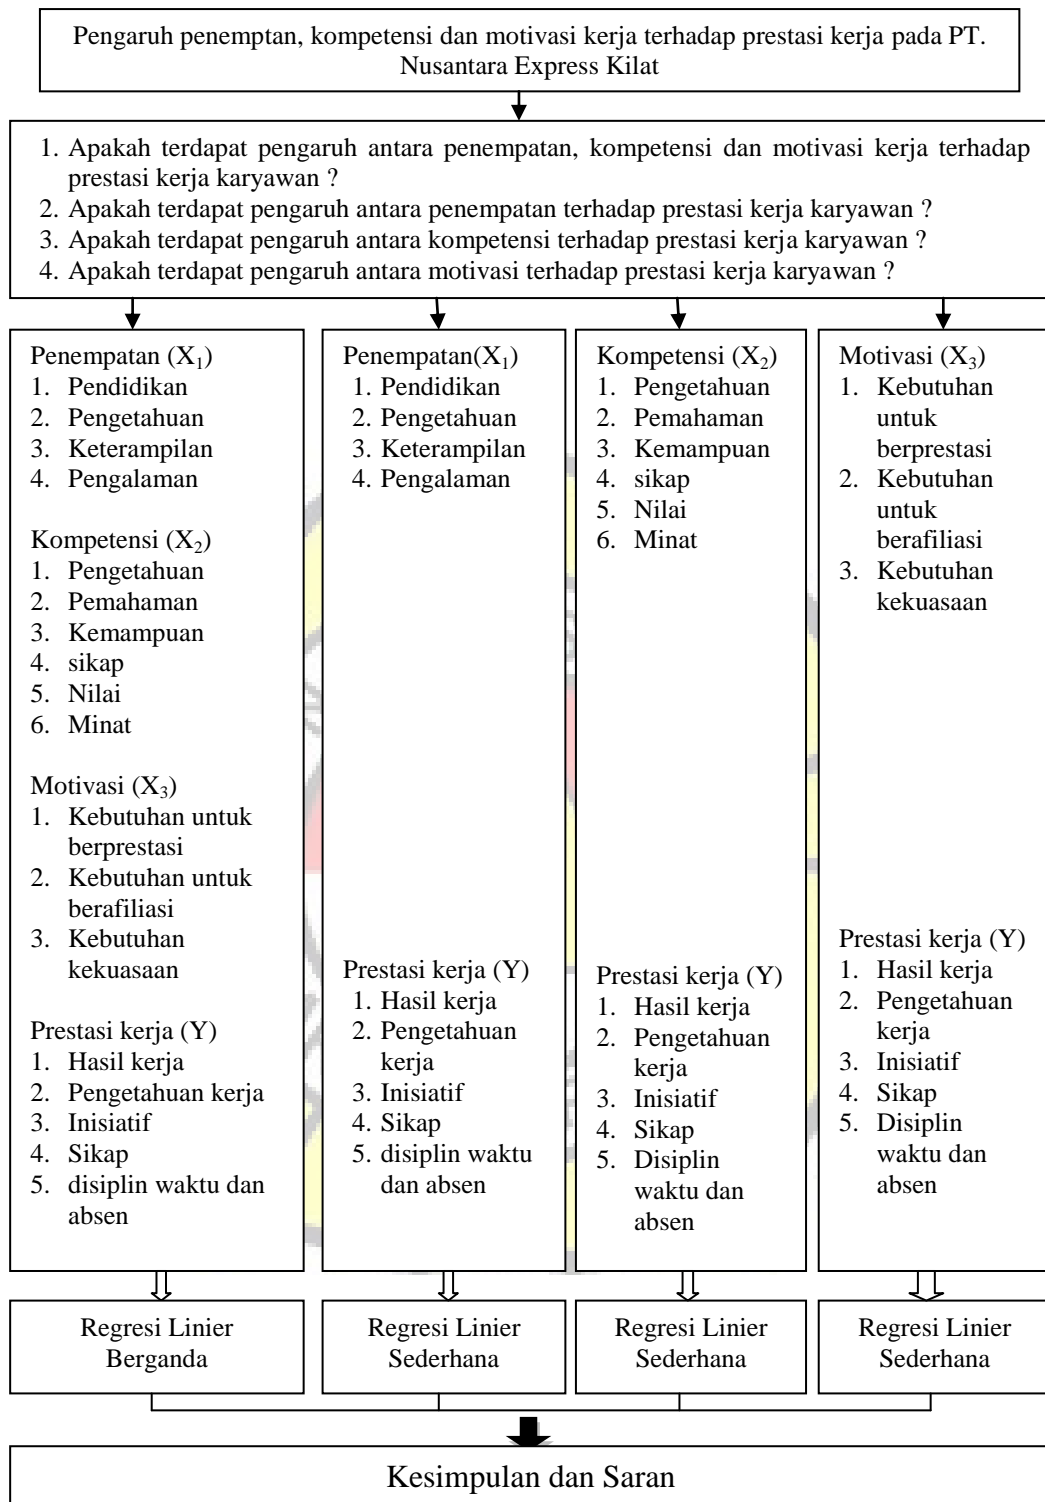 Pengaruh penemptan, kompetensi dan motivasi kerja terhadap prestasi kerja pada PT.
Nusantara Express Kilat
1. Apakah terdapat pengaruh antara penempatan, kompetensi dan motivasi kerja terhadap
prestasi kerja karyawan ?
2. Apakah terdapat pengaruh antara penempatan terhadap prestasi kerja karyawan ?
3. Apakah terdapat pengaruh antara kompetensi terhadap prestasi kerja karyawan ?
4. Apakah terdapat pengaruh antara motivasi terhadap prestasi kerja karyawan ?
Penempatan (X₁)
1. Pendidikan
2. Pengetahuan
3. Keterampilan
4. Pengalaman
Kompetensi (X₂)
1. Pengetahuan
2. Pemahaman
3. Kemampuan
4. sikap
5. Nilai
6. Minat
Motivasi (X₃)
1. Kebutuhan untuk
berprestasi
2. Kebutuhan untuk
berafiliasi
3. Kebutuhan
kekuasaan
Prestasi kerja (Y)
1. Hasil kerja
2. Pengetahuan kerja
3. Inisiatif
4. Sikap
5. disiplin waktu dan
absen
Penempatan(X₁)
1. Pendidikan
2. Pengetahuan
3. Keterampilan
4. Pengalaman
Prestasi kerja (Y)
1. Hasil kerja
2. Pengetahuan
kerja
3. Inisiatif
4. Sikap
5. disiplin waktu
dan absen
Kompetensi (X₂)
1. Pengetahuan
2. Pemahaman
3. Kemampuan
4. sikap
5. Nilai
6. Minat
Prestasi kerja (Y)
1. Hasil kerja
2. Pengetahuan
kerja
3. Inisiatif
4. Sikap
5. Disiplin
waktu dan
absen
Motivasi (X₃)
1. Kebutuhan
untuk
berprestasi
2. Kebutuhan
untuk
berafiliasi
3. Kebutuhan
kekuasaan
Prestasi kerja (Y)
1. Hasil kerja
2. Pengetahuan
kerja
3. Inisiatif
4. Sikap
5. Disiplin
waktu dan
absen
Regresi Linier
Berganda
Regresi Linier
Sederhana
Regresi Linier
Sederhana
Regresi Linier
Sederhana
Kesimpulan dan Saran